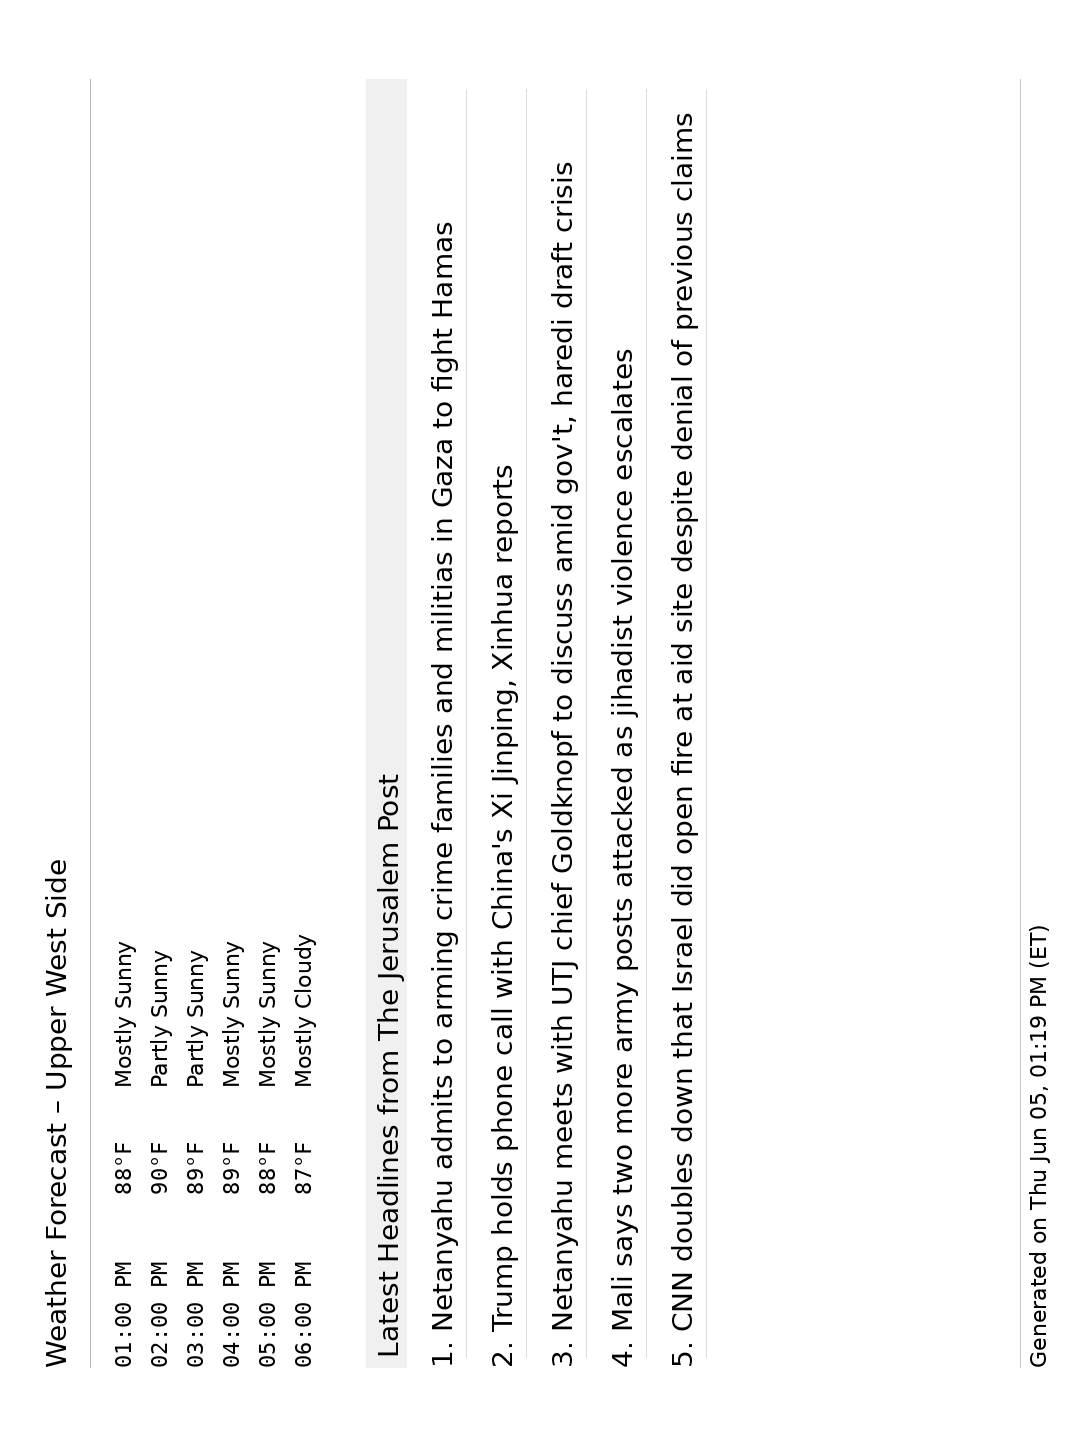 Weather Forecast – Upper West Side
01:00 PM 88°F Mostly Sunny
02:00 PM 90°F Partly Sunny
03:00 PM 89°F Partly Sunny
04:00 PM 89°F Mostly Sunny
05:00 PM 88°F Mostly Sunny
06:00 PM 87°F Mostly Cloudy
Latest Headlines from The Jerusalem Post
1. Netanyahu admits to arming crime families and militias in Gaza to fight Hamas
2. Trump holds phone call with China's Xi Jinping, Xinhua reports
3. Netanyahu meets with UTJ chief Goldknopf to discuss amid gov't, haredi draft crisis
4. Mali says two more army posts attacked as jihadist violence escalates
5. CNN doubles down that Israel did open fire at aid site despite denial of previous claims
Generated on Thu Jun 05, 01:19 PM (ET)